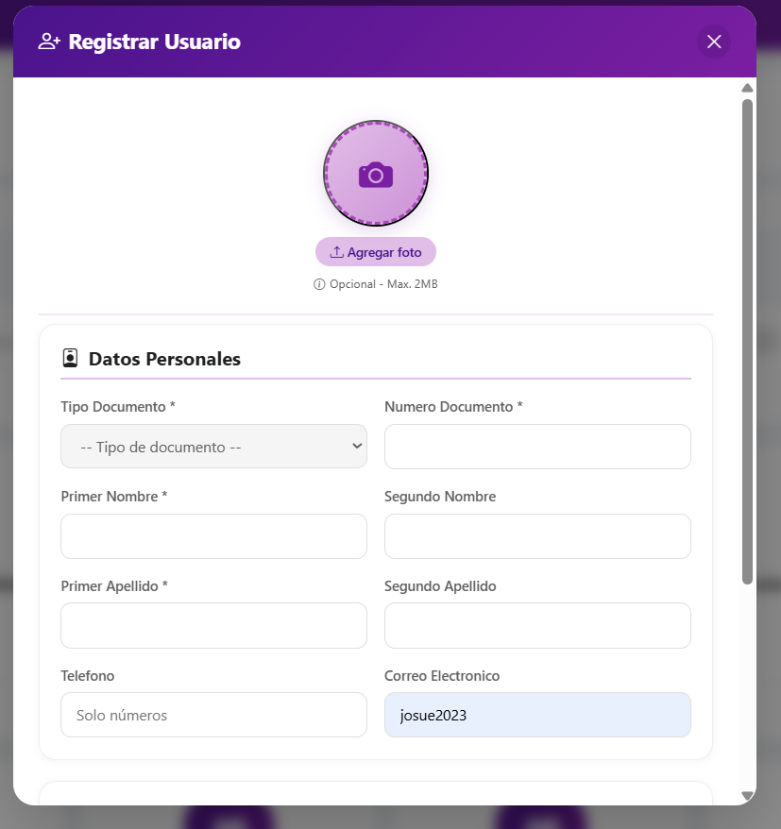 Registrar Usuario
Agregar foto
Opcional - Max. 2MB
Datos Personales
Tipo Documento *
Numero Documento *
-- Tipo de documento --
Primer Nombre *
Segundo Nombre
Primer Apellido *
Segundo Apellido
Telefono
Correo Electronico
Solo números
josue2023